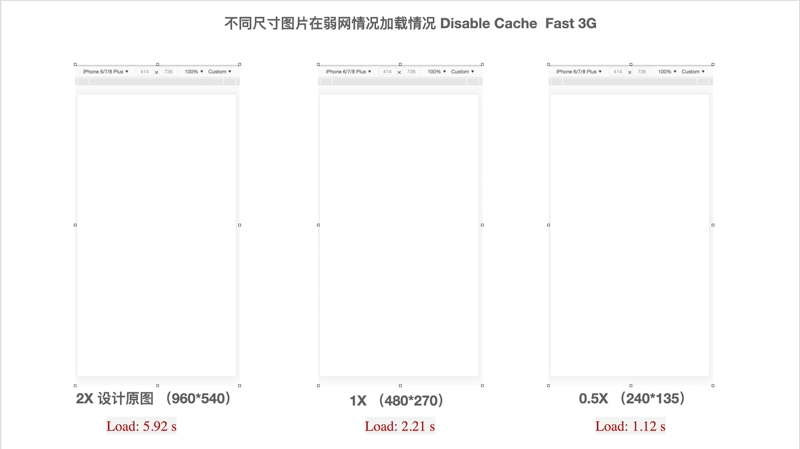 不同尺寸图片在弱网情况加载情况 Disable Cache  Fast 3G
iPhone 6/7/8 Plus ▼ 414 × 736 100% ▼ Custom ▼
iPhone 6/7/8 Plus ▼ 414 × 736 100% ▼ Custom ▼
iPhone 6/7/8 Plus ▼ 414 × 736 100% ▼ Custom ▼
2X 设计原图 （960*540）
1X （480*270）
0.5X （240*135）
Load: 5.92 s
Load: 2.21 s
Load: 1.12 s